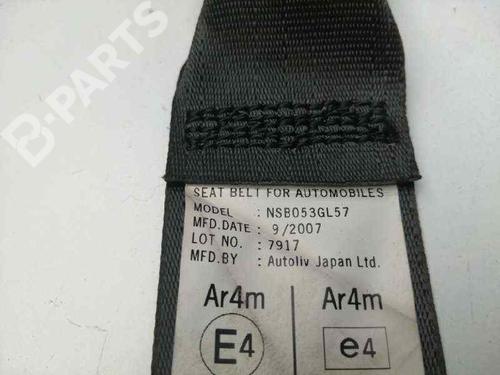 B-PARTS
SEAT BELT FOR AUTOMOBILES
MODEL : NSB053GL57
MFD.DATE : 9/2007
LOT NO. : 7917
MFD.BY : Autoliv Japan Ltd.
Ar4m Ar4m
E4 e4